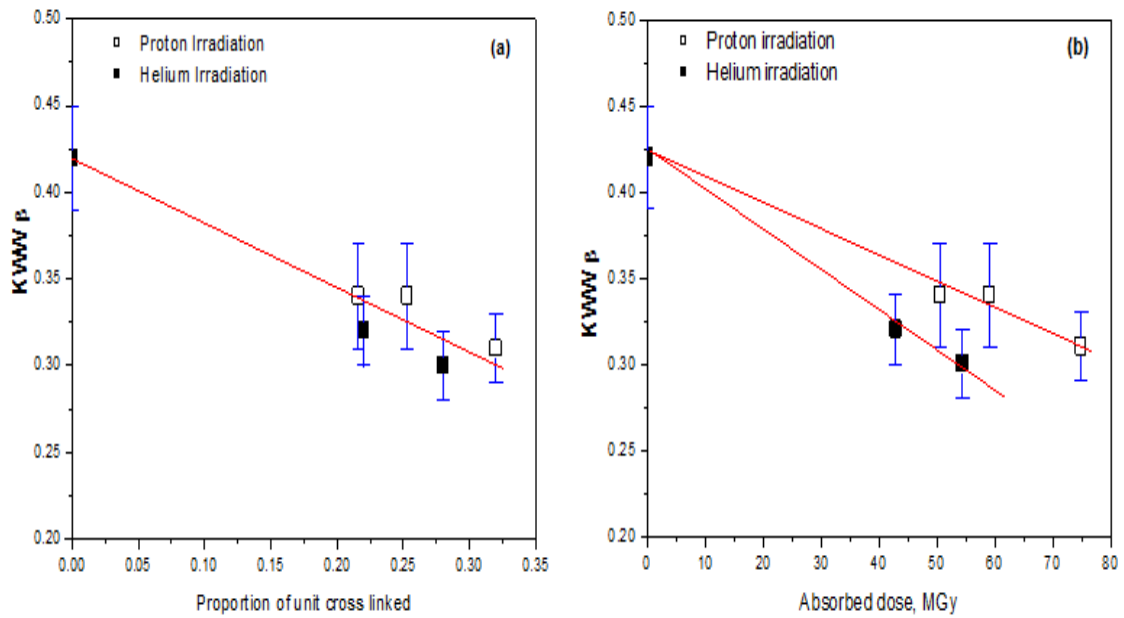 0.50
Proton Irradiation
(a)
Helium Irradiation
0.45
0.40
KWW β
0.35
0.30
0.25
0.20
0.00 0.05 0.10 0.15 0.20 0.25 0.30 0.35
Proportion of unit cross linked
0.50
Proton irradiation
(b)
Helium irradiation
0.45
0.40
KWW β
0.35
0.30
0.25
0.20
0 10 20 30 40 50 60 70 80
Absorbed dose, MGy